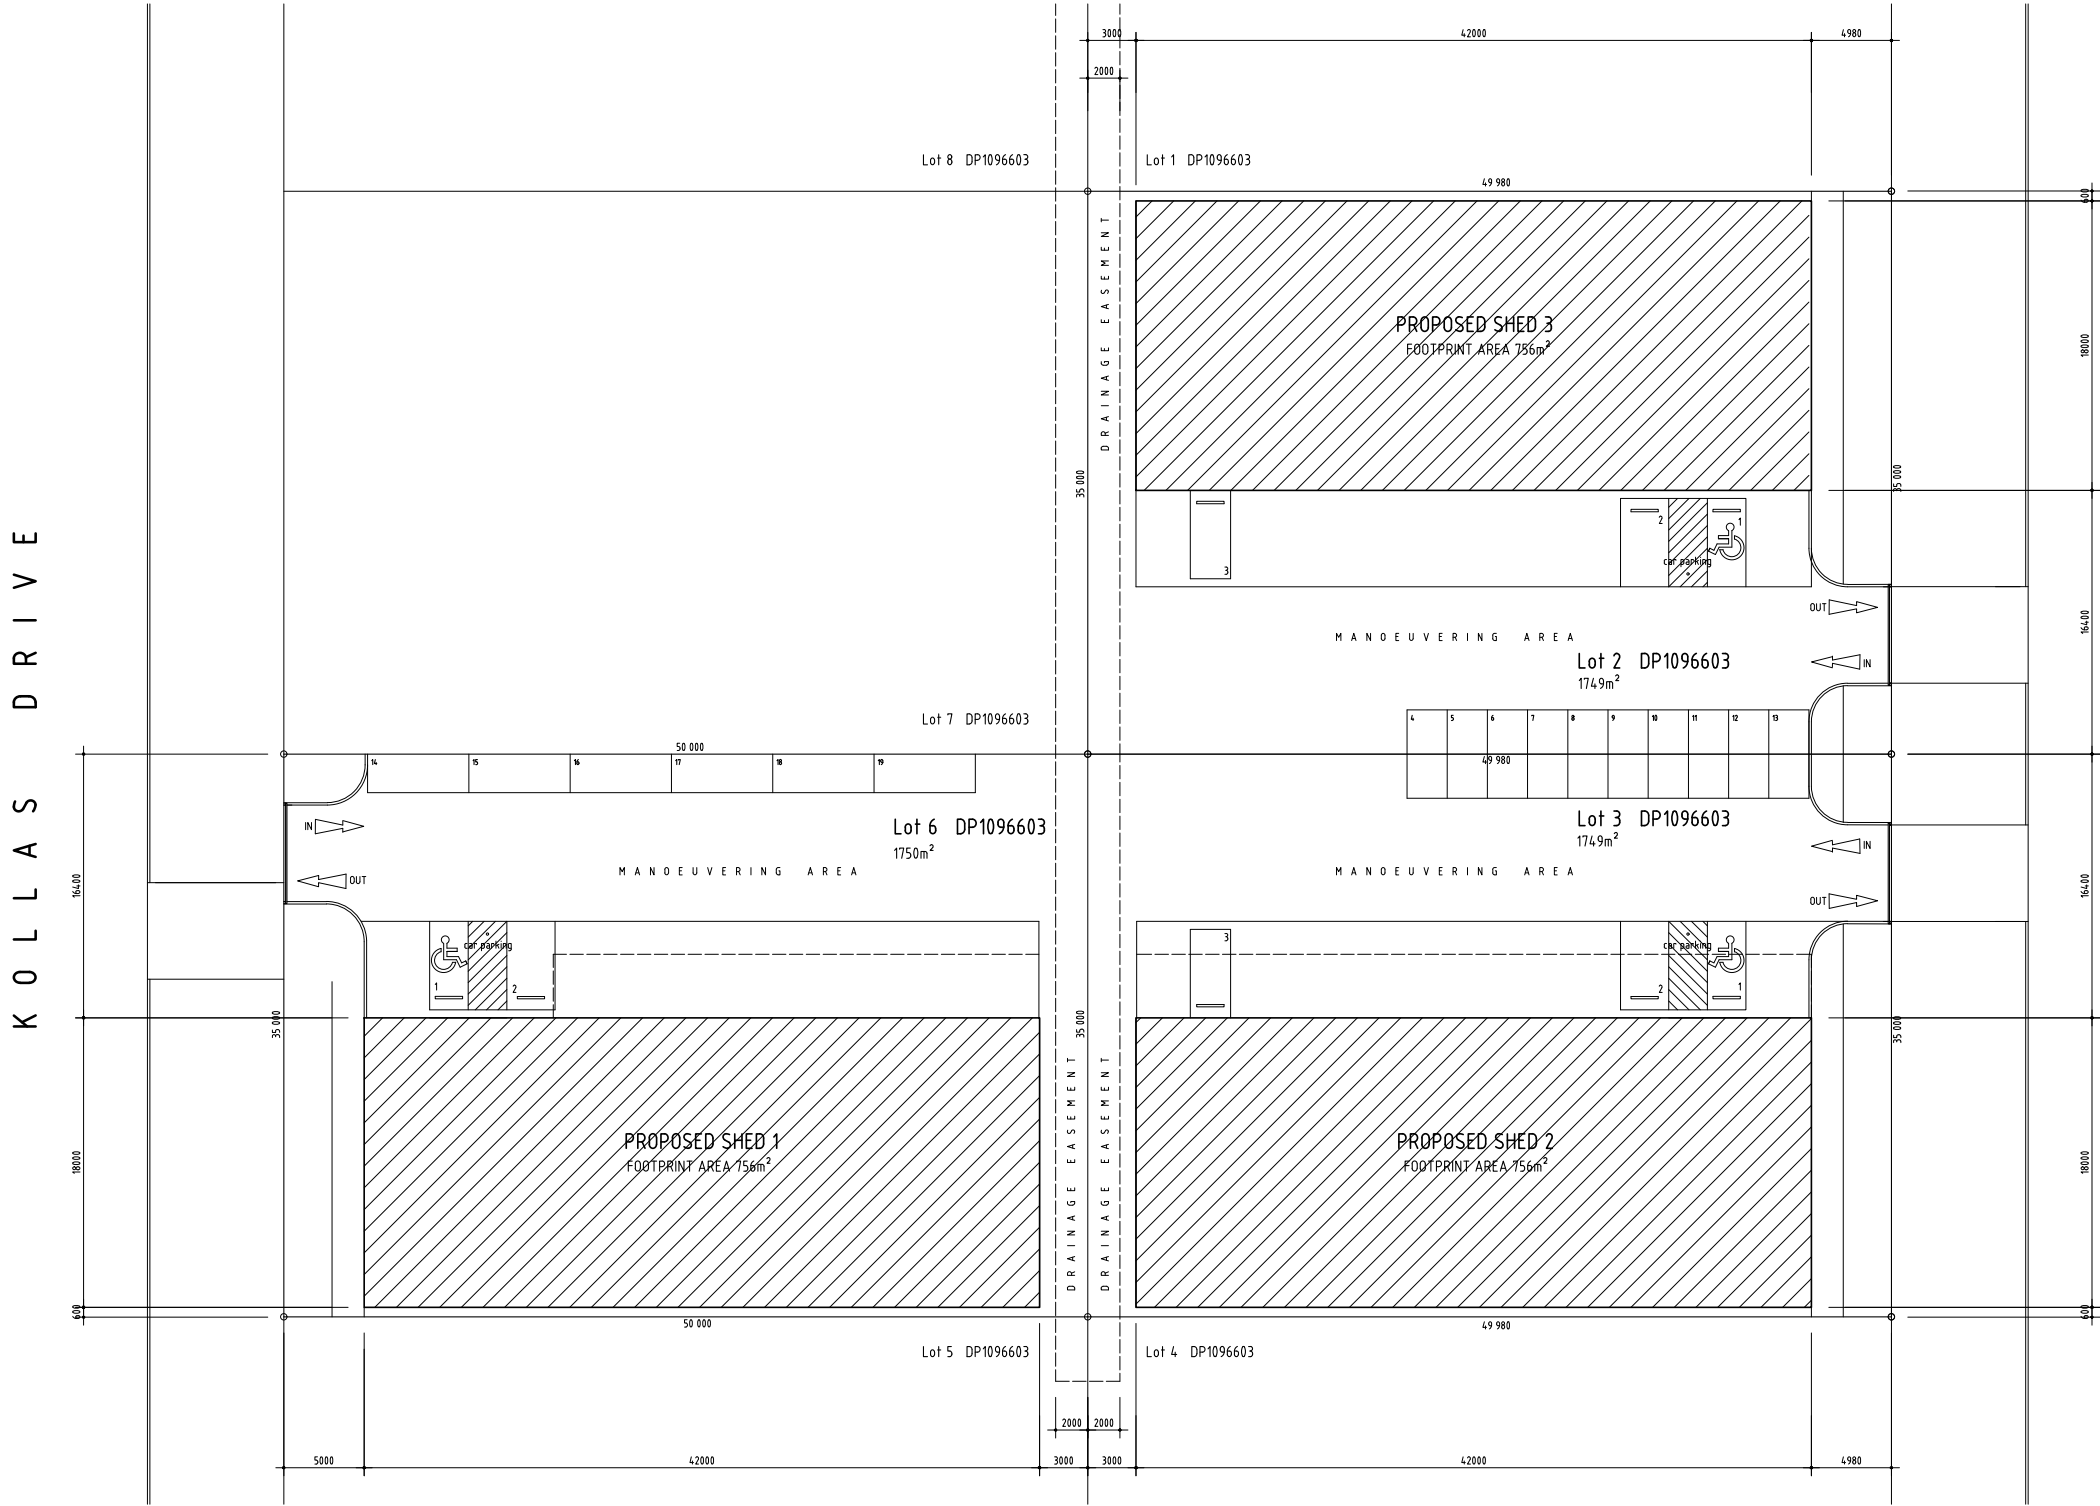 3000
42000
4980
2000
Lot 8 DP1096603
Lot 1 DP1096603
49 980
600
DRAINAGE EASEMENT
PROPOSED SHED 3
FOOTPRINT AREA 756m²
18000
35 000
35 000
KOLLAS DRIVE
2
1
car parking
3
OUT
MANOEUVERING AREA
16400
Lot 2 DP1096603
IN
1749m²
Lot 7 DP1096603
4 5 6 7 8 9 10 11 12 13
50 000
49 980
14 15 16 17 18 19
IN
Lot 6 DP1096603
1750m²
Lot 3 DP1096603
1749m²
IN
MANOEUVERING AREA
MANOEUVERING AREA
OUT
OUT
16400
16400
car parking
1
2
3
car parking
2
1
35 000
35 000
35 000
DRAINAGE EASEMENT
DRAINAGE EASEMENT
PROPOSED SHED 1
FOOTPRINT AREA 756m²
PROPOSED SHED 2
FOOTPRINT AREA 756m²
18000
18000
600
600
50 000
49 980
Lot 5 DP1096603
Lot 4 DP1096603
2000
2000
5000
42000
3000
3000
42000
4980